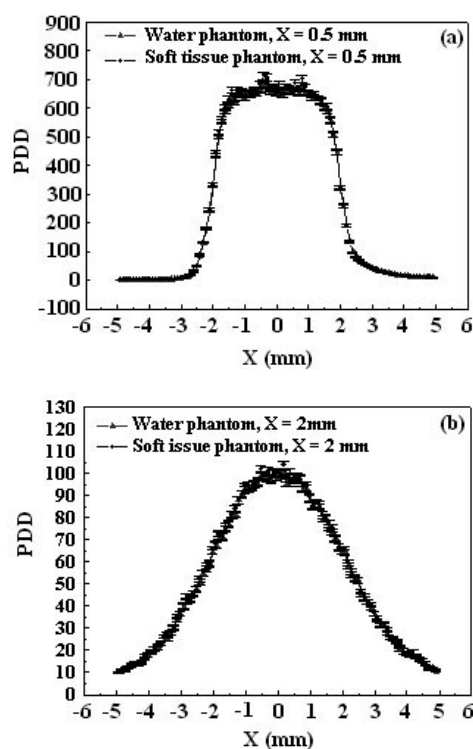 900
800
700
600
500
400
300
200
100
0
-100
PDD
Water phantom, X = 0.5 mm
Soft tissue phantom, X = 0.5 mm
(a)
-6 -5 -4 -3 -2 -1 0 1 2 3 4 5 6
X (mm)
130
120
110
100
90
80
70
60
50
40
30
20
10
0
PDD
Water phantom, X = 2mm
Soft issue phantom, X = 2 mm
(b)
-6 -5 -4 -3 -2 -1 0 1 2 3 4 5 6
X (mm)